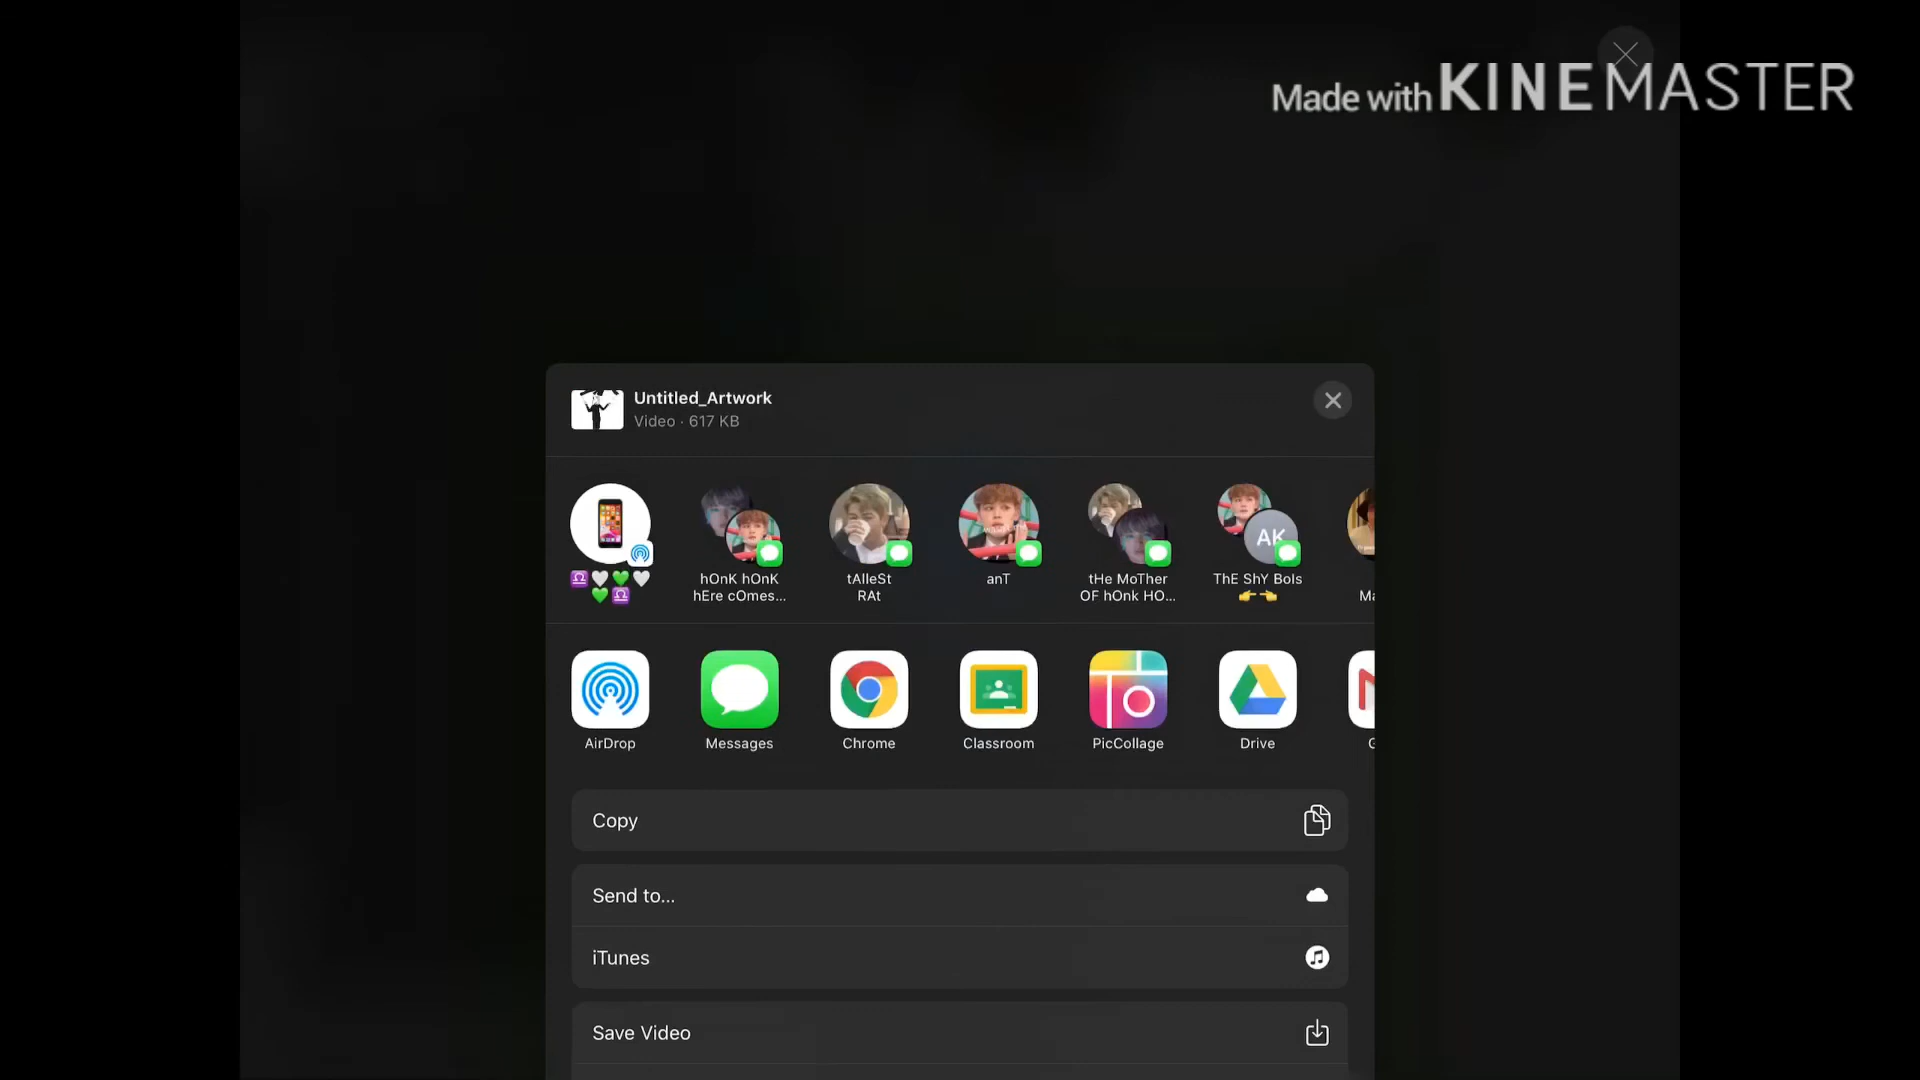 Made with KINEMASTER
Untitled_Artwork
Video · 617 KB
♎🤍💚🤍
💚♎
hOnK hOnK
hEre cOmes...
tAlleSt
RAt
anT
tHe MoTher
OF hOnk HO...
AK
ThE ShY BoIs
👉👈
Ma
AirDrop
Messages
Chrome
Classroom
PicCollage
Drive
G
Copy
Send to...
iTunes
Save Video